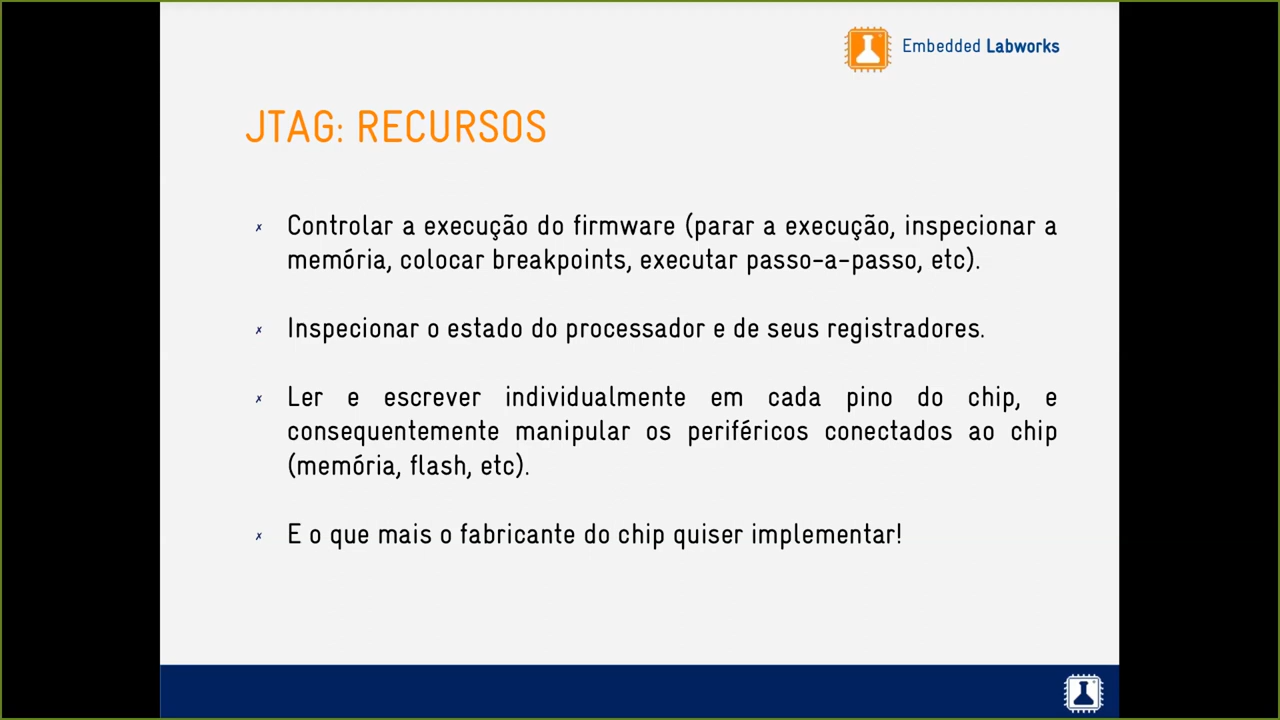 Embedded Labworks
JTAG: RECURSOS
✗ Controlar a execução do firmware (parar a execução, inspecionar a
memória, colocar breakpoints, executar passo-a-passo, etc).
✗ Inspecionar o estado do processador e de seus registradores.
✗ Ler e escrever individualmente em cada pino do chip, e
consequentemente manipular os periféricos conectados ao chip
(memória, flash, etc).
✗ E o que mais o fabricante do chip quiser implementar!